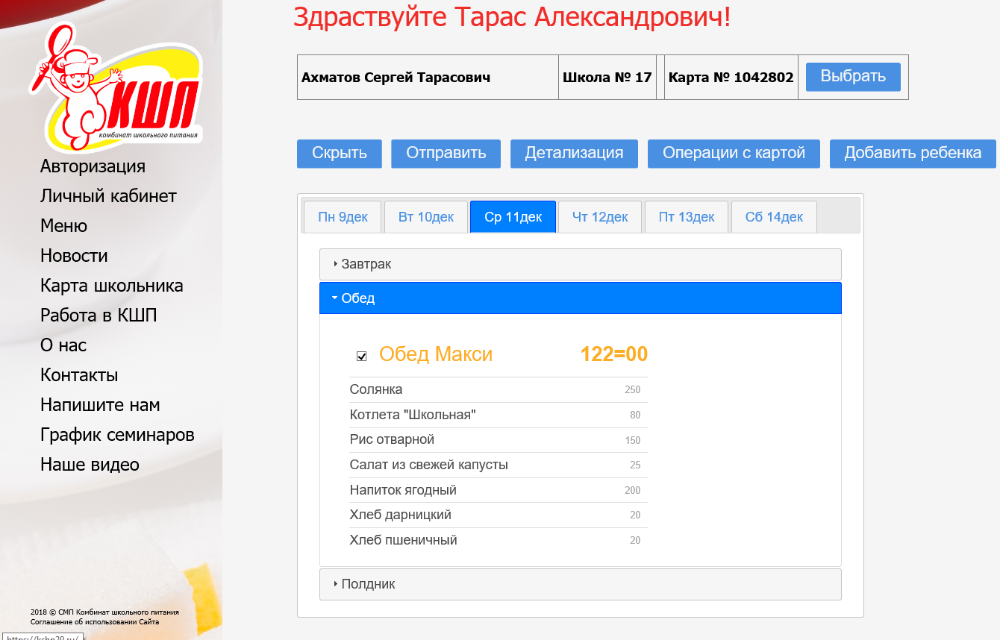 КШП
комбинат школьного питания
Авторизация
Личный кабинет
Меню
Новости
Карта школьника
Работа в КШП
О нас
Контакты
Напишите нам
График семинаров
Наше видео
2018 © СМП Комбинат школьного питания
Соглашение об использовании Сайта
https://kshp29.ru/
Здраствуйте Тарас Александрович!
Ахматов Сергей Тарасович Школа № 17 Карта № 1042802 Выбрать
Скрыть Отправить Детализация Операции с картой Добавить ребенка
Пн 9дек Вт 10дек Ср 11дек Чт 12дек Пт 13дек Сб 14дек
Завтрак
Обед
Обед Макси 122=00
Солянка 250
Котлета "Школьная" 80
Рис отварной 150
Салат из свежей капусты 25
Напиток ягодный 200
Хлеб дарницкий 20
Хлеб пшеничный 20
Полдник